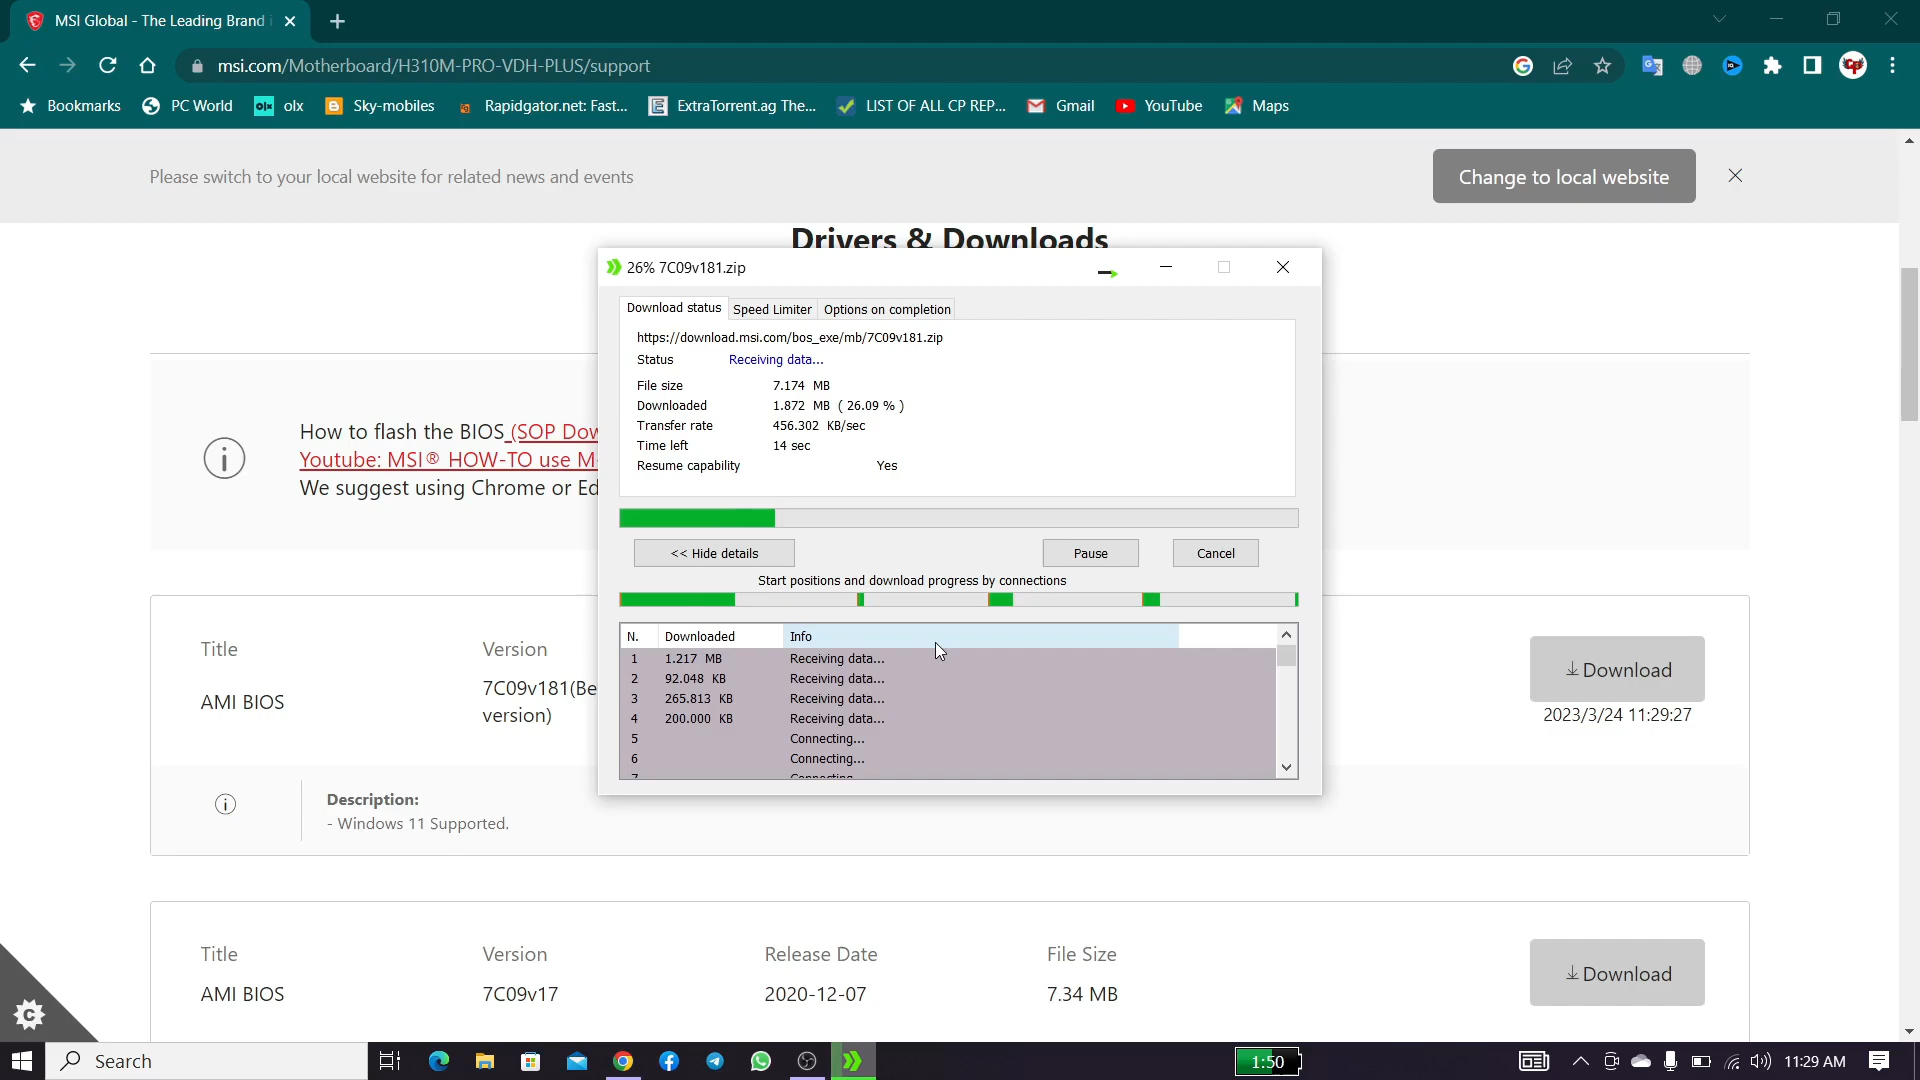 MSI Global - The Leading Brand i
msi.com/Motherboard/H310M-PRO-VDH-PLUS/support
Bookmarks
PC World
olx
olx
Sky-mobiles
Rapidgator.net: Fast...
ExtraTorrent.ag The...
LIST OF ALL CP REP...
Gmail
YouTube
Maps
Please switch to your local website for related news and events
Change to local website
Drivers & Downloads
26% 7C09v181.zip
Download status
Speed Limiter
Options on completion
https://download.msi.com/bos_exe/mb/7C09v181.zip
Status Receiving data...
File size 7.174 MB
Downloaded 1.872 MB ( 26.09 % )
Transfer rate 456.302 KB/sec
Time left 14 sec
Resume capability Yes
<< Hide details
Pause
Cancel
Start positions and download progress by connections
N. Downloaded Info
1 1.217 MB Receiving data...
2 92.048 KB Receiving data...
3 265.813 KB Receiving data...
4 200.000 KB Receiving data...
5 Connecting...
6 Connecting...
7 Connecting...
How to flash the BIOS (SOP Dow
Youtube: MSI® HOW-TO use M-
We suggest using Chrome or Ed
Title
Version
AMI BIOS
7C09v181(Be
version)
Download
2023/3/24 11:29:27
Description:
- Windows 11 Supported.
Title
Version
Release Date
File Size
AMI BIOS
7C09v17
2020-12-07
7.34 MB
Download
Search
1:50
11:29 AM